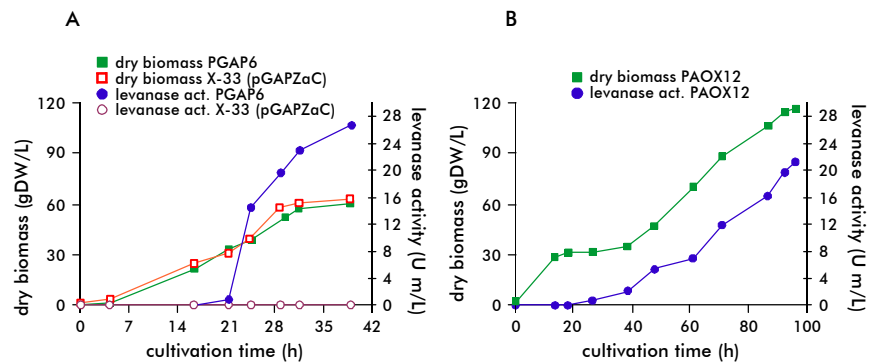 A
dry biomass PGAP6
dry biomass X-33 (pGAPZaC)
levanase act. PGAP6
levanase act. X-33 (pGAPZaC)
dry biomass (gDW/L)
120
90
60
30
0
28
24
20
16
12
8
4
0
levanase activity (U m/L)
0 7 14 21 28 35 42
cultivation time (h)
B
dry biomass PAOX12
levanase act. PAOX12
dry biomass (gDW/L)
120
90
60
30
0
28
24
20
16
12
8
4
0
levanase activity (U m/L)
0 20 40 60 80 100
cultivation time (h)